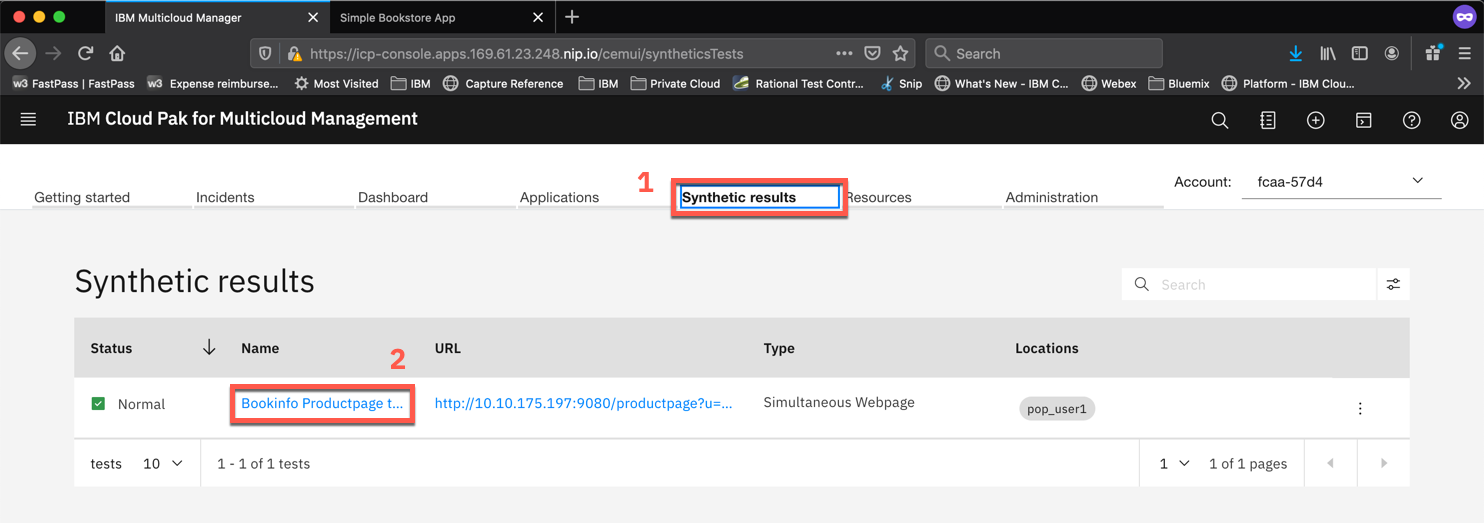 IBM Multicloud Manager
Simple Bookstore App
https://icp-console.apps.169.61.23.248.nip.io/cemui/syntheticsTests
Search
w3 FastPass | FastPass
w3 Expense reimburse...
Most Visited
IBM
Capture Reference
IBM
Private Cloud
Rational Test Contr...
Snip
What's New - IBM C...
Webex
Bluemix
Platform - IBM Clou...
IBM Cloud Pak for Multicloud Management
Getting started
Incidents
Dashboard
Applications
1
Synthetic results
Resources
Administration
Account:
fcaa-57d4
Synthetic results
Search
Status
Name
2
URL
Type
Locations
Normal
Bookinfo Productpage t...
http://10.10.175.197:9080/productpage?u=...
Simultaneous Webpage
pop_user1
tests
10
1 - 1 of 1 tests
1
1 of 1 pages